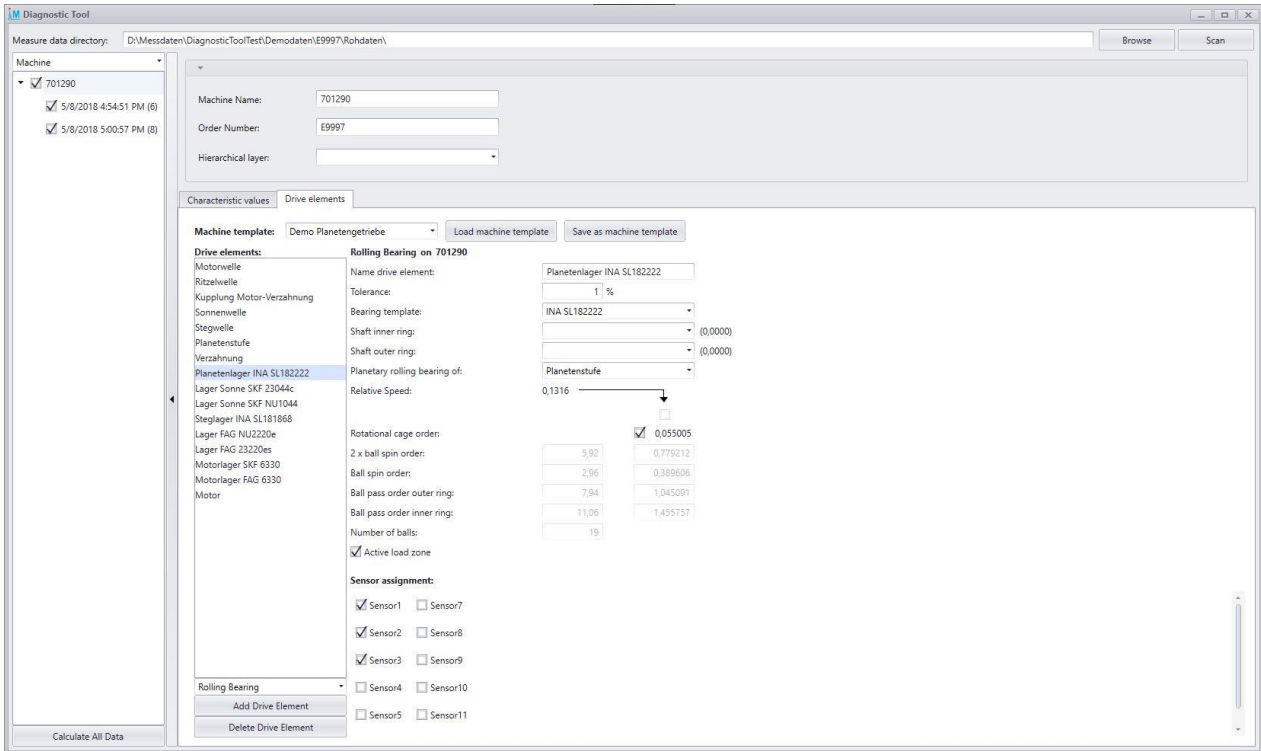 iM Diagnostic Tool
Measure data directory: D:\Messdaten\DiagnosticToolTest\Demodaten\E9997\Rohdaten\ Browse Scan
Machine
701290
5/8/2018 4:54:51 PM (6)
5/8/2018 5:00:57 PM (8)
Calculate All Data
Machine Name: 701290
Order Number: E9997
Hierarchical layer:
Characteristic values Drive elements
Machine template: Demo Planetengetriebe Load machine template Save as machine template
Drive elements:
Motorwelle
Ritzelwelle
Kupplung Motor-Verzahnung
Sonnenwelle
Stegwelle
Planetenstufe
Verzahnung
Planetenlager INA SL182222
Lager Sonne SKF 23044c
Lager Sonne SKF NU1044
Steglager INA SL181868
Lager FAG NU2220e
Lager FAG 23220es
Motorlager SKF 6330
Motorlager FAG 6330
Motor
Rolling Bearing
Add Drive Element
Delete Drive Element
Rolling Bearing on 701290
Name drive element: Planetenlager INA SL182222
Tolerance: 1 %
Bearing template: INA SL182222
Shaft inner ring: (0,0000)
Shaft outer ring: (0,0000)
Planetary rolling bearing of: Planetenstufe
Relative Speed: 0,1316
Rotational cage order: 0,055005
2 x ball spin order: 5,92 0,779212
Ball spin order: 2,96 0,389606
Ball pass order outer ring: 7,94 1,045091
Ball pass order inner ring: 11,06 1,455757
Number of balls: 19
Active load zone
Sensor assignment:
Sensor1 Sensor7
Sensor2 Sensor8
Sensor3 Sensor9
Sensor4 Sensor10
Sensor5 Sensor11